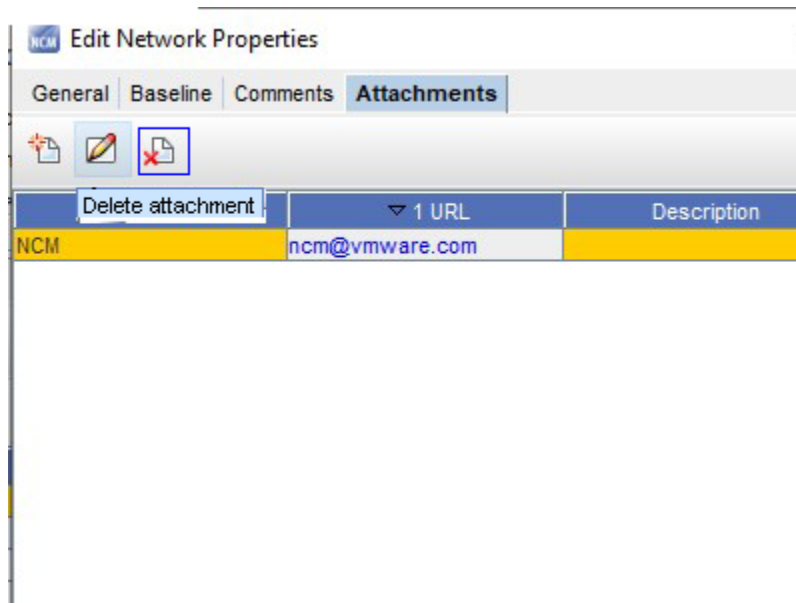 NCM Edit Network Properties
General Baseline Comments Attachments
Delete attachment
1 URL Description
NCM ncm@vmware.com